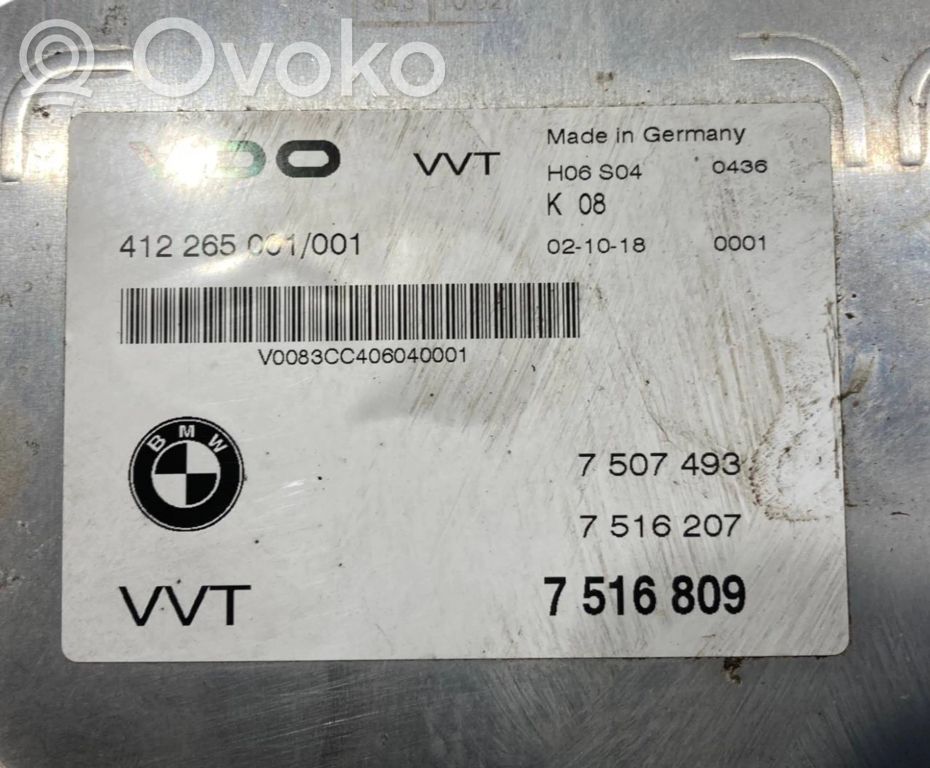 Ovoko
VDO VVT
Made in Germany
H06 S04 0436
K 08
02-10-18 0001
412 265 001/001
V0083CC406040001
BMW
7 507 493
7 516 207
VVT 7 516 809